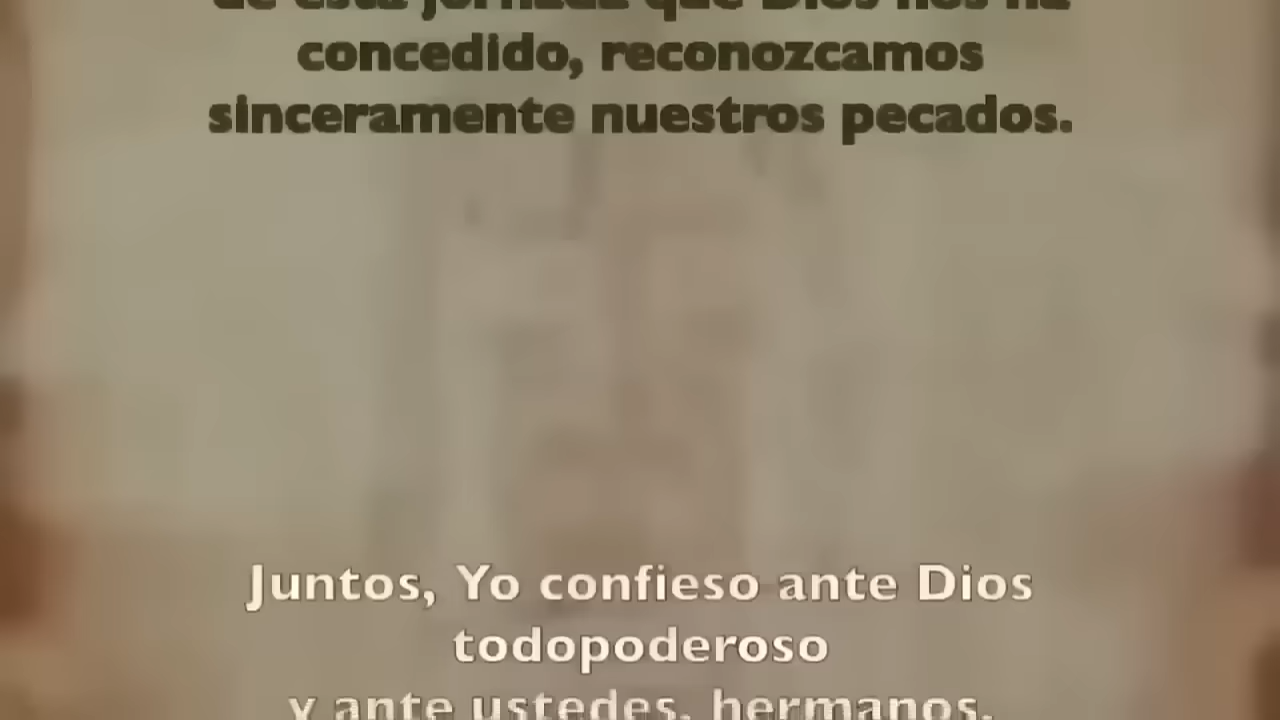 de esta jornada que Dios nos ha
concedido, reconozcamos
sinceramente nuestros pecados.
Juntos, Yo confieso ante Dios
todopoderoso
y ante ustedes, hermanos,